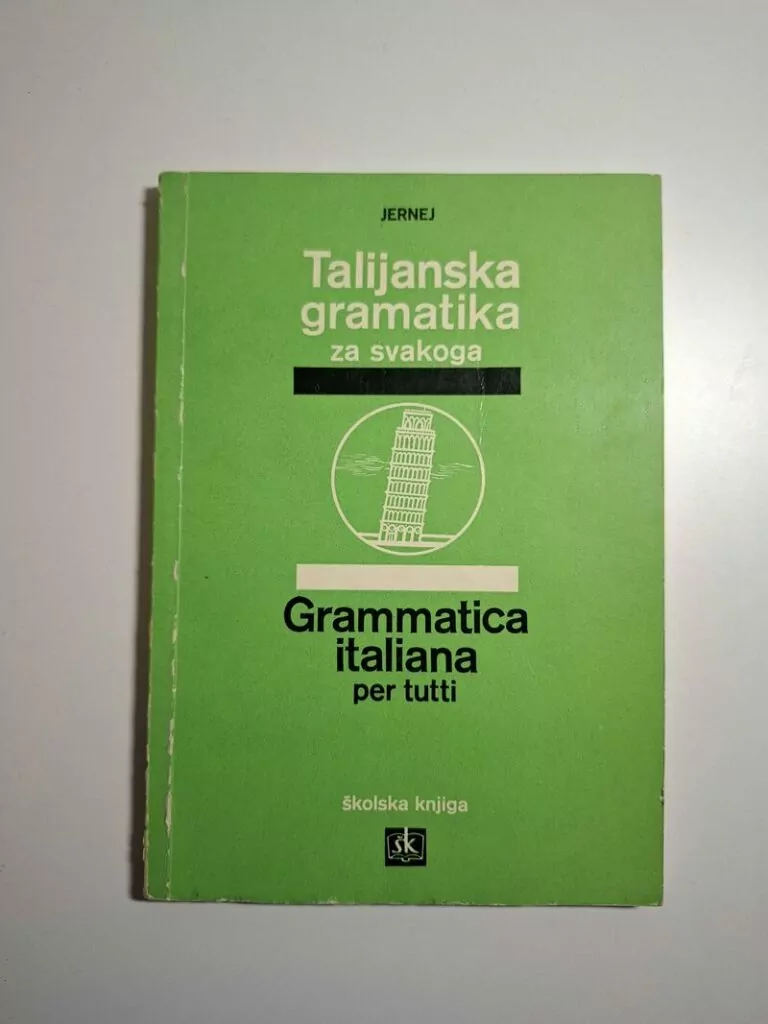 JERNEJ
Talijanska
gramatika
za svakoga
Grammatica
italiana
per tutti
školska knjiga
šk